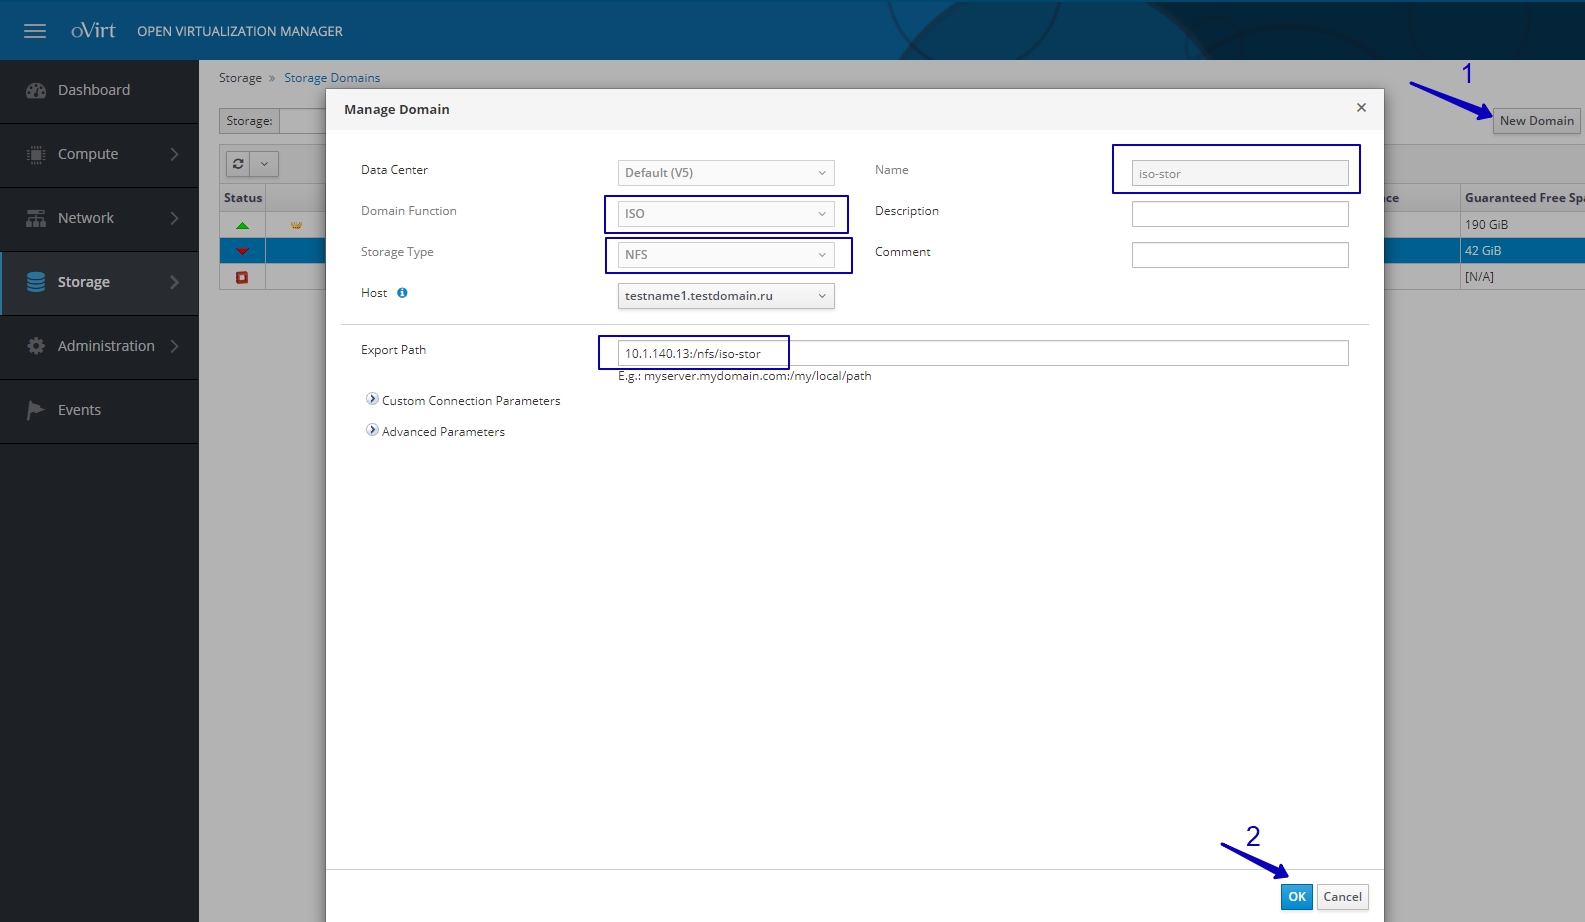 oVirt OPEN VIRTUALIZATION MANAGER
Dashboard
Compute
Network
Storage
Administration
Events
Storage » Storage Domains
1
Storage:
New Domain
Status
ce
Guaranteed Free Spa
190 GiB
42 GiB
[N/A]
Manage Domain
Data Center Default (V5) Name iso-stor
Domain Function ISO Description
Storage Type NFS Comment
Host testname1.testdomain.ru
Export Path 10.1.140.13:/nfs/iso-stor
E.g.: myserver.mydomain.com:/my/local/path
Custom Connection Parameters
Advanced Parameters
2
OK Cancel